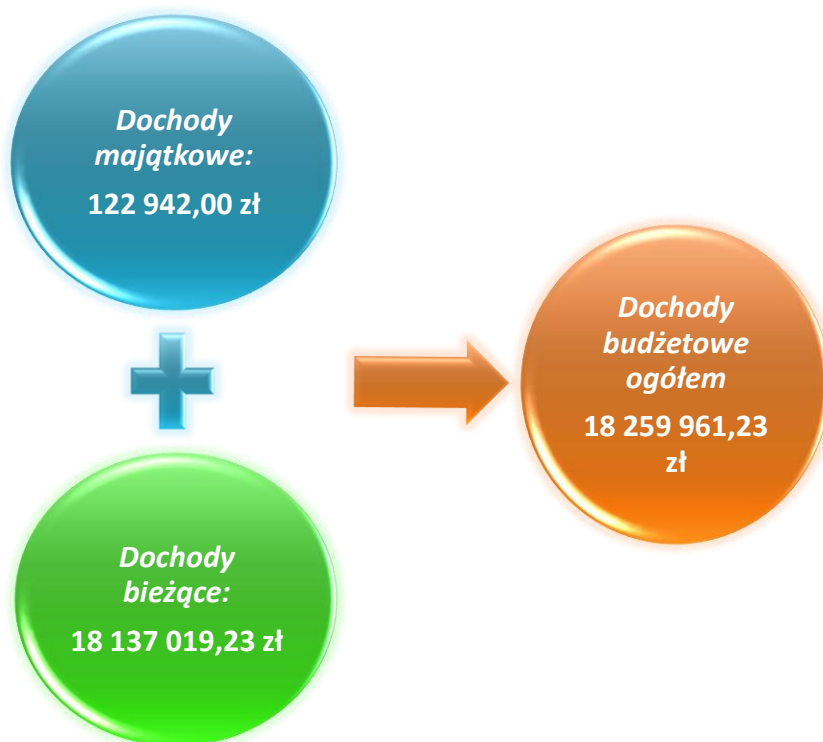 Dochody
majątkowe:
122 942,00 zł
Dochody
bieżące:
18 137 019,23 zł
Dochody
budżetowe
ogółem
18 259 961,23
zł